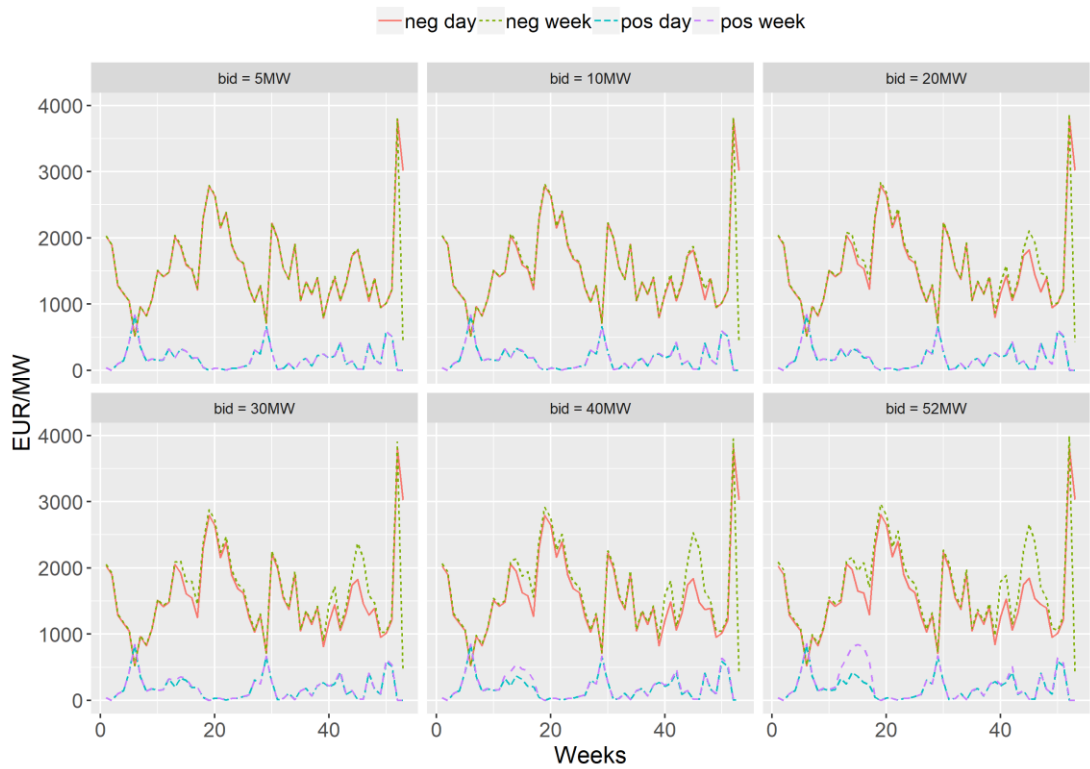 neg day neg week pos day pos week
bid = 5MW bid = 10MW bid = 20MW
4000
3000
2000
1000
0
EUR/MW
bid = 30MW bid = 40MW bid = 52MW
4000
3000
2000
1000
0
0 20 40 0 20 40 0 20 40
Weeks